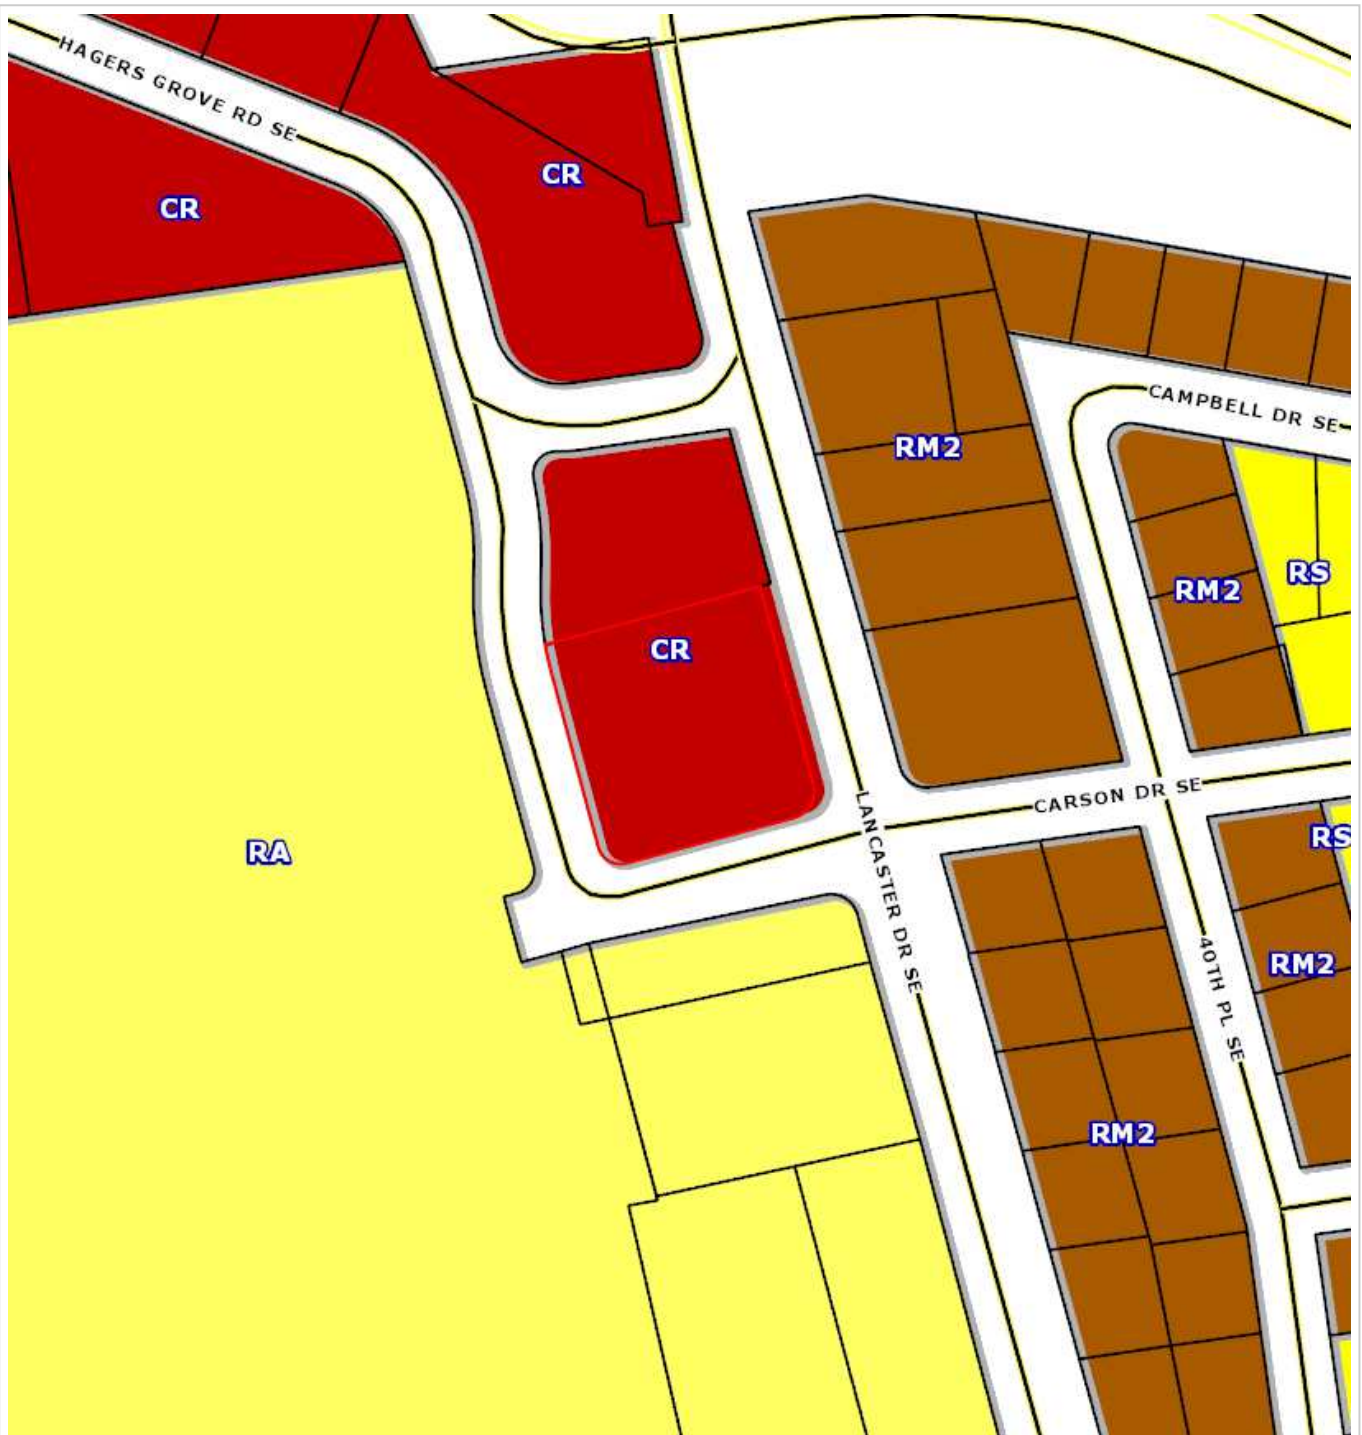 HAGERS GROVE RD SE
CR
CR
CAMPBELL DR SE
RM2
RS
RM2
CR
CARSON DR SE
RS
LANCASTER DR SE
RA
40TH PL SE
RM2
RM2